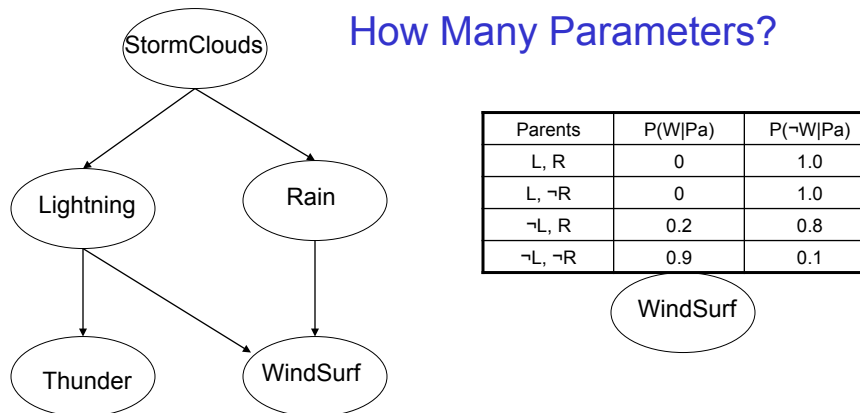 How Many Parameters?
StormClouds
Lightning
Rain
Thunder
WindSurf
Parents P(W|Pa) P(¬W|Pa)
L, R 0 1.0
L, ¬R 0 1.0
¬L, R 0.2 0.8
¬L, ¬R 0.9 0.1
WindSurf